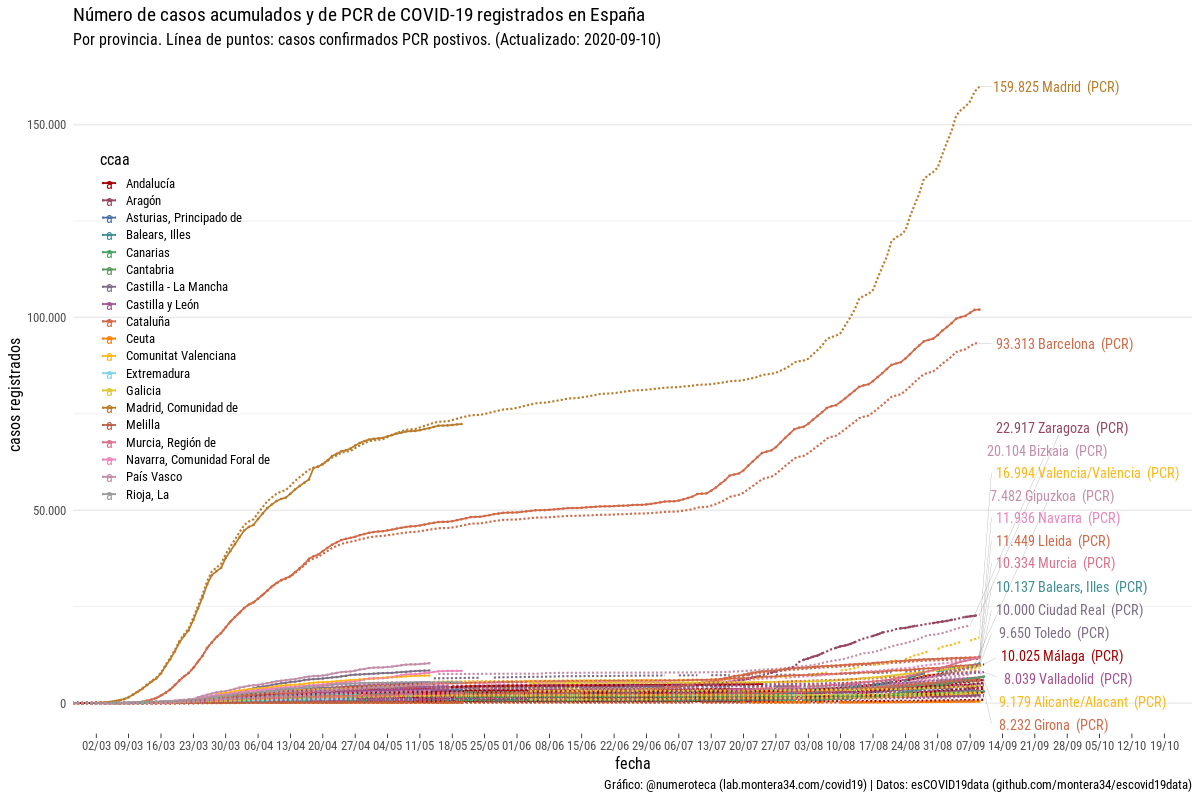 Número de casos acumulados y de PCR de COVID-19 registrados en España
Por provincia. Línea de puntos: casos confirmados PCR postivos. (Actualizado: 2020-09-10)
159.825 Madrid (PCR)
150.000
ccaa
Andalucía
Aragón
Asturias, Principado de
Balears, Illes
Canarias
Cantabria
Castilla - La Mancha
Castilla y León
Cataluña
Ceuta
Comunitat Valenciana
Extremadura
Galicia
Madrid, Comunidad de
Melilla
Murcia, Región de
Navarra, Comunidad Foral de
País Vasco
Rioja, La
100.000
93.313 Barcelona (PCR)
casos registrados
22.917 Zaragoza (PCR)
20.104 Bizkaia (PCR)
16.994 Valencia/València (PCR)
7.482 Gipuzkoa (PCR)
50.000
11.936 Navarra (PCR)
11.449 Lleida (PCR)
10.334 Murcia (PCR)
10.137 Balears, Illes (PCR)
10.000 Ciudad Real (PCR)
9.650 Toledo (PCR)
10.025 Málaga (PCR)
8.039 Valladolid (PCR)
9.179 Alicante/Alacant (PCR)
0
8.232 Girona (PCR)
02/03 09/03 16/03 23/03 30/03 06/04 13/04 20/04 27/04 04/05 11/05 18/05 25/05 01/06 08/06 15/06 22/06 29/06 06/07 13/07 20/07 27/07 03/08 10/08 17/08 24/08 31/08 07/09 14/09 21/09 28/09 05/10 12/10 19/10
fecha
Gráfico: @numeroteca (lab.montera34.com/covid19) | Datos: esCOVID19data (github.com/montera34/escovid19data)